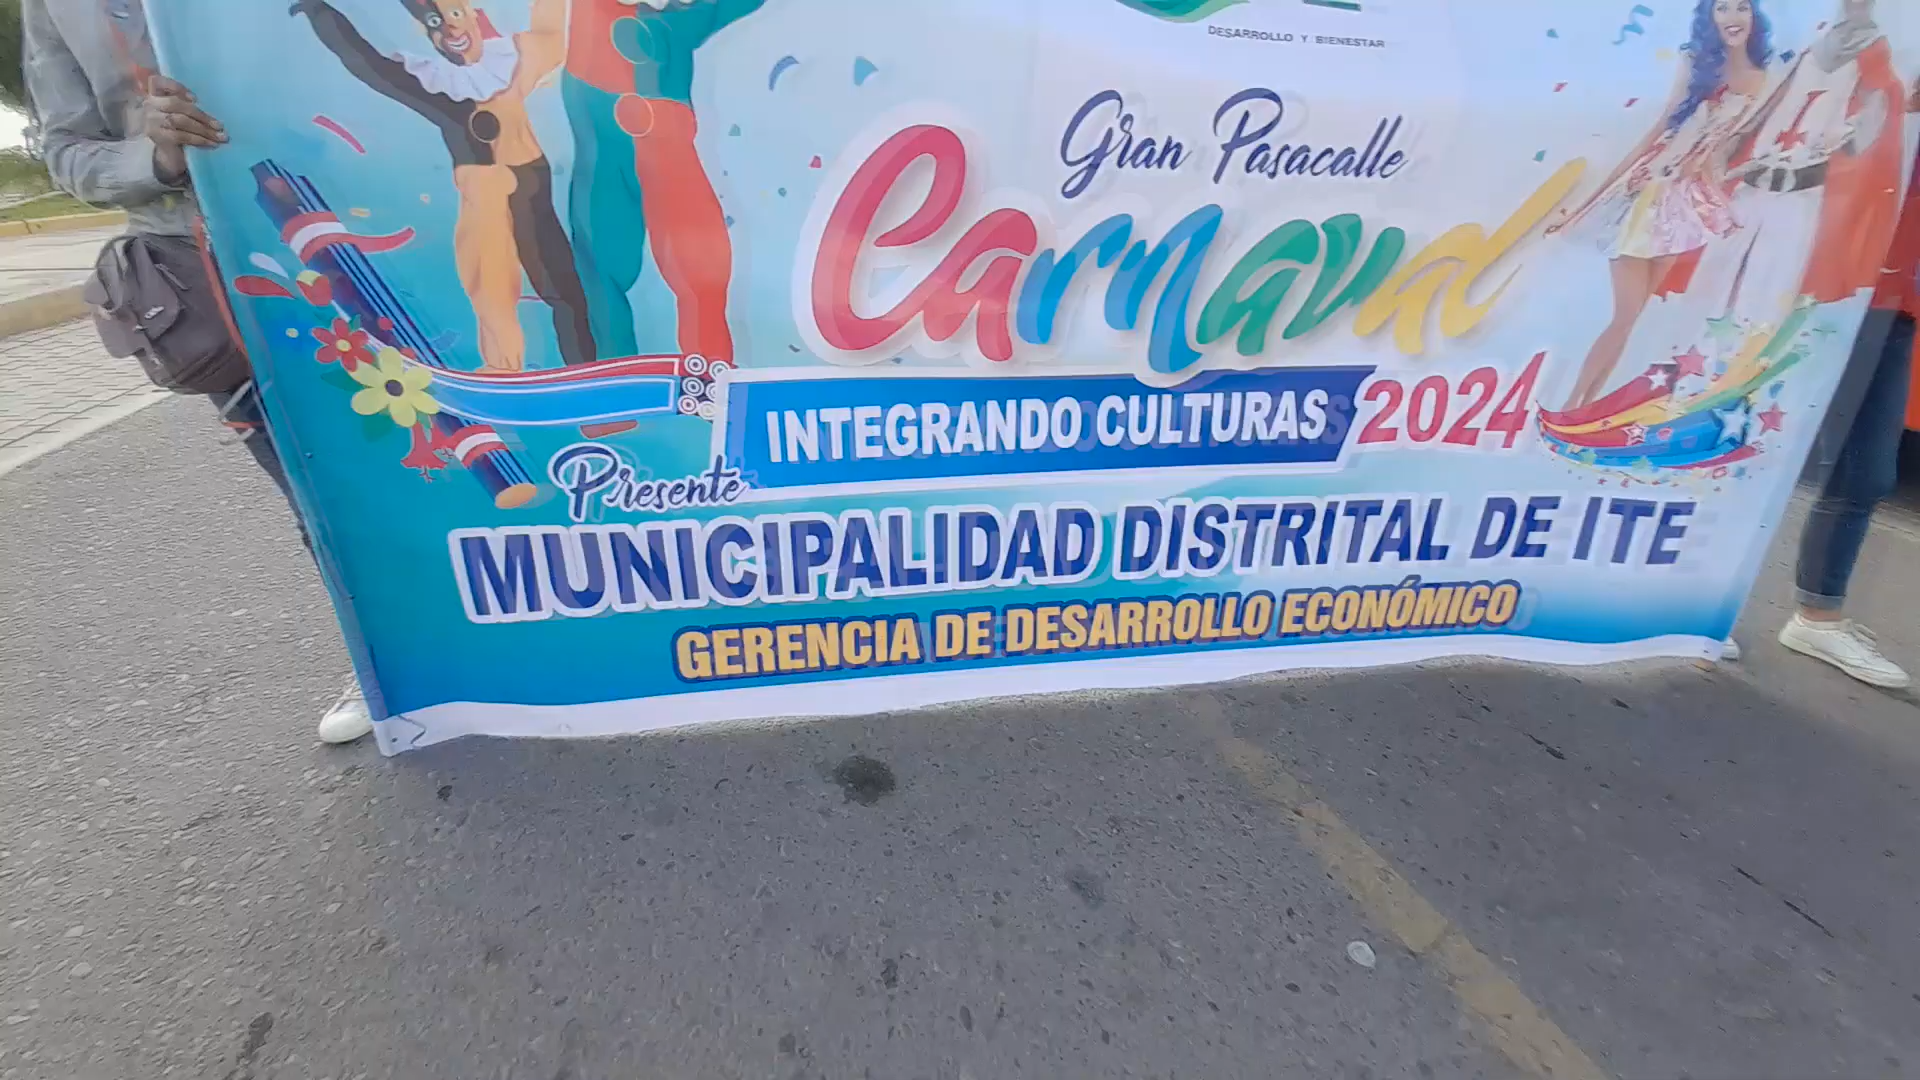 DESARROLLO Y BIENESTAR
Gran Pasacalle
Carnaval
INTEGRANDO CULTURAS 2024
Presente
MUNICIPALIDAD DISTRITAL DE ITE
GERENCIA DE DESARROLLO ECONÓMICO